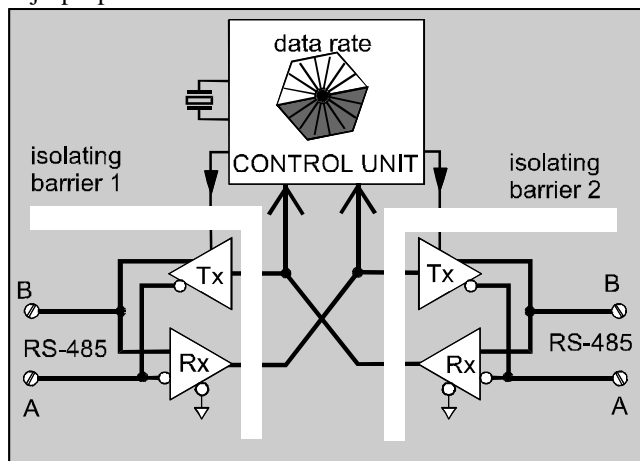 data rate
CONTROL UNIT
isolating
barrier 1
isolating
barrier 2
Tx
Tx
B
B
RS-485
Rx
Rx
RS-485
A
A